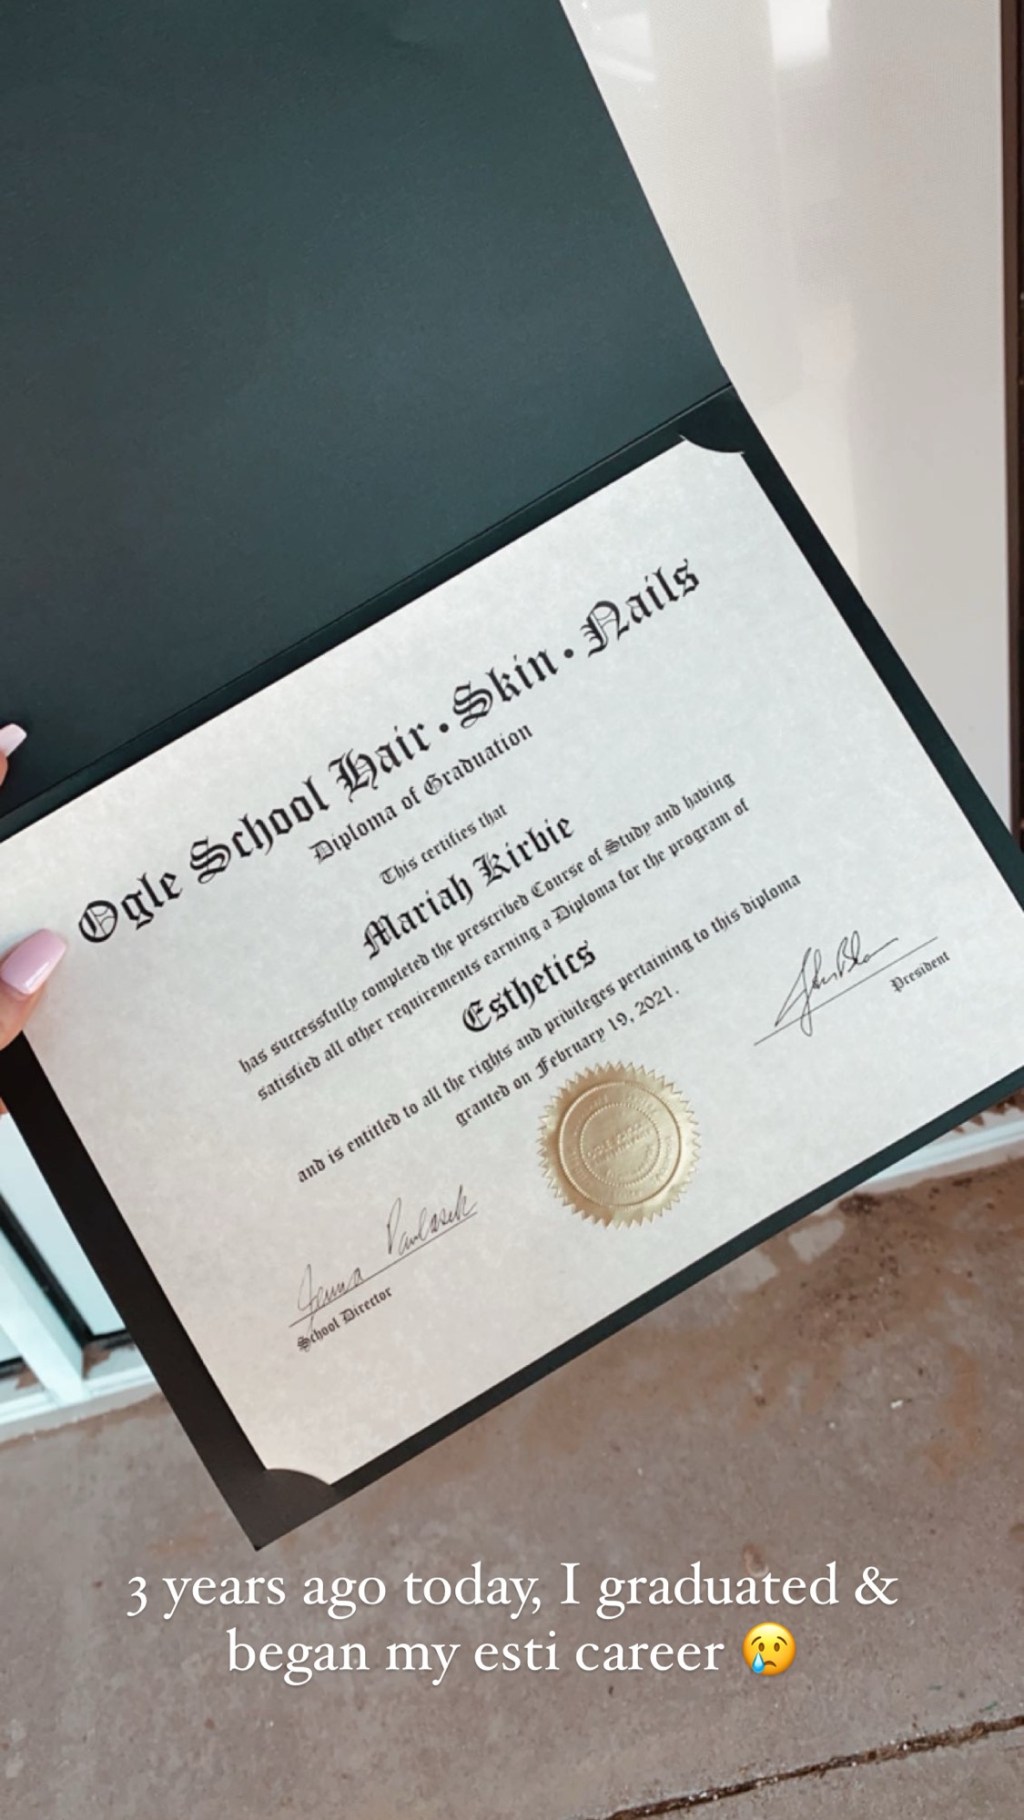 Ogle School Hair • Skin • Nails
Diploma of Graduation
This certifies that
Mariah Kirbie
has successfully completed the prescribed Course of Study and having
satisfied all other requirements earning a Diploma for the program of
Esthetics
and is entitled to all the rights and privileges pertaining to this diploma
granted on February 19, 2021.
President
Jenna Pavlasek
School Director
3 years ago today, I graduated &
began my esti career 😢